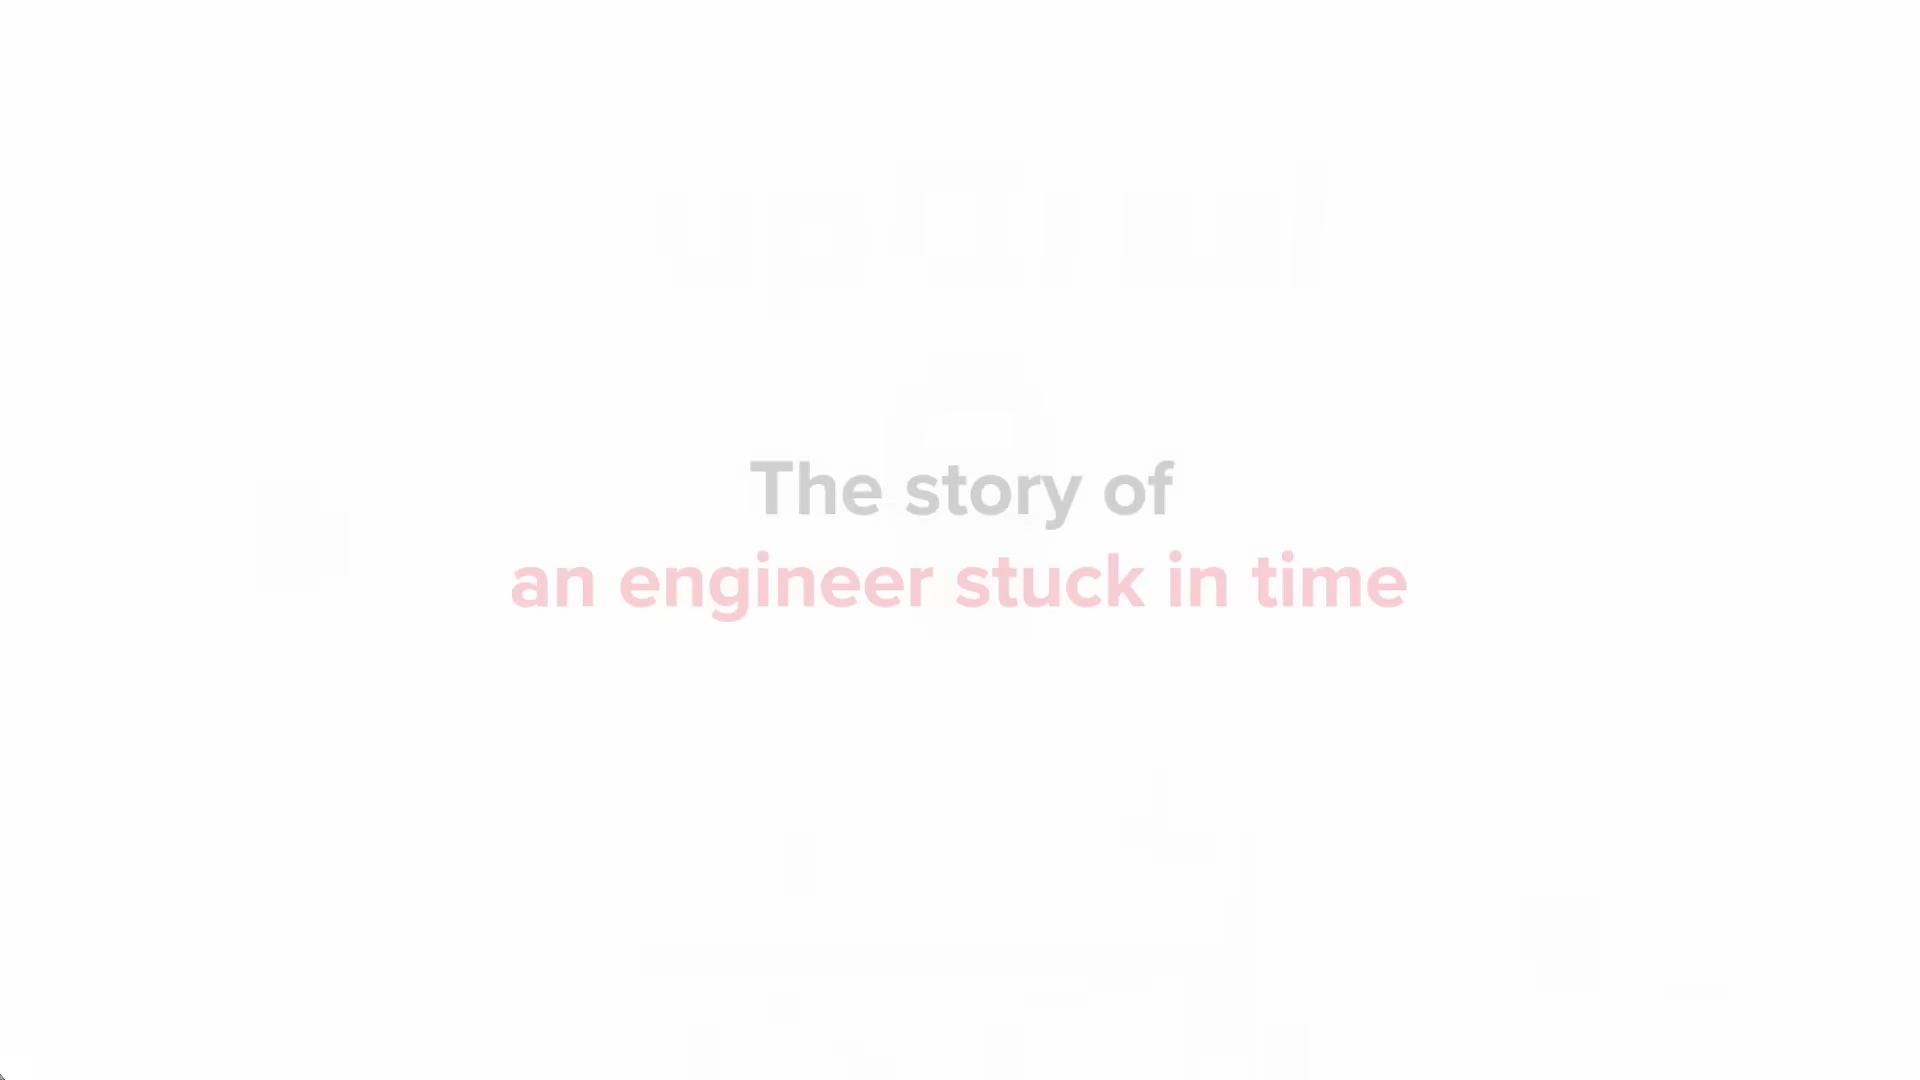 The story of
an engineer stuck in time